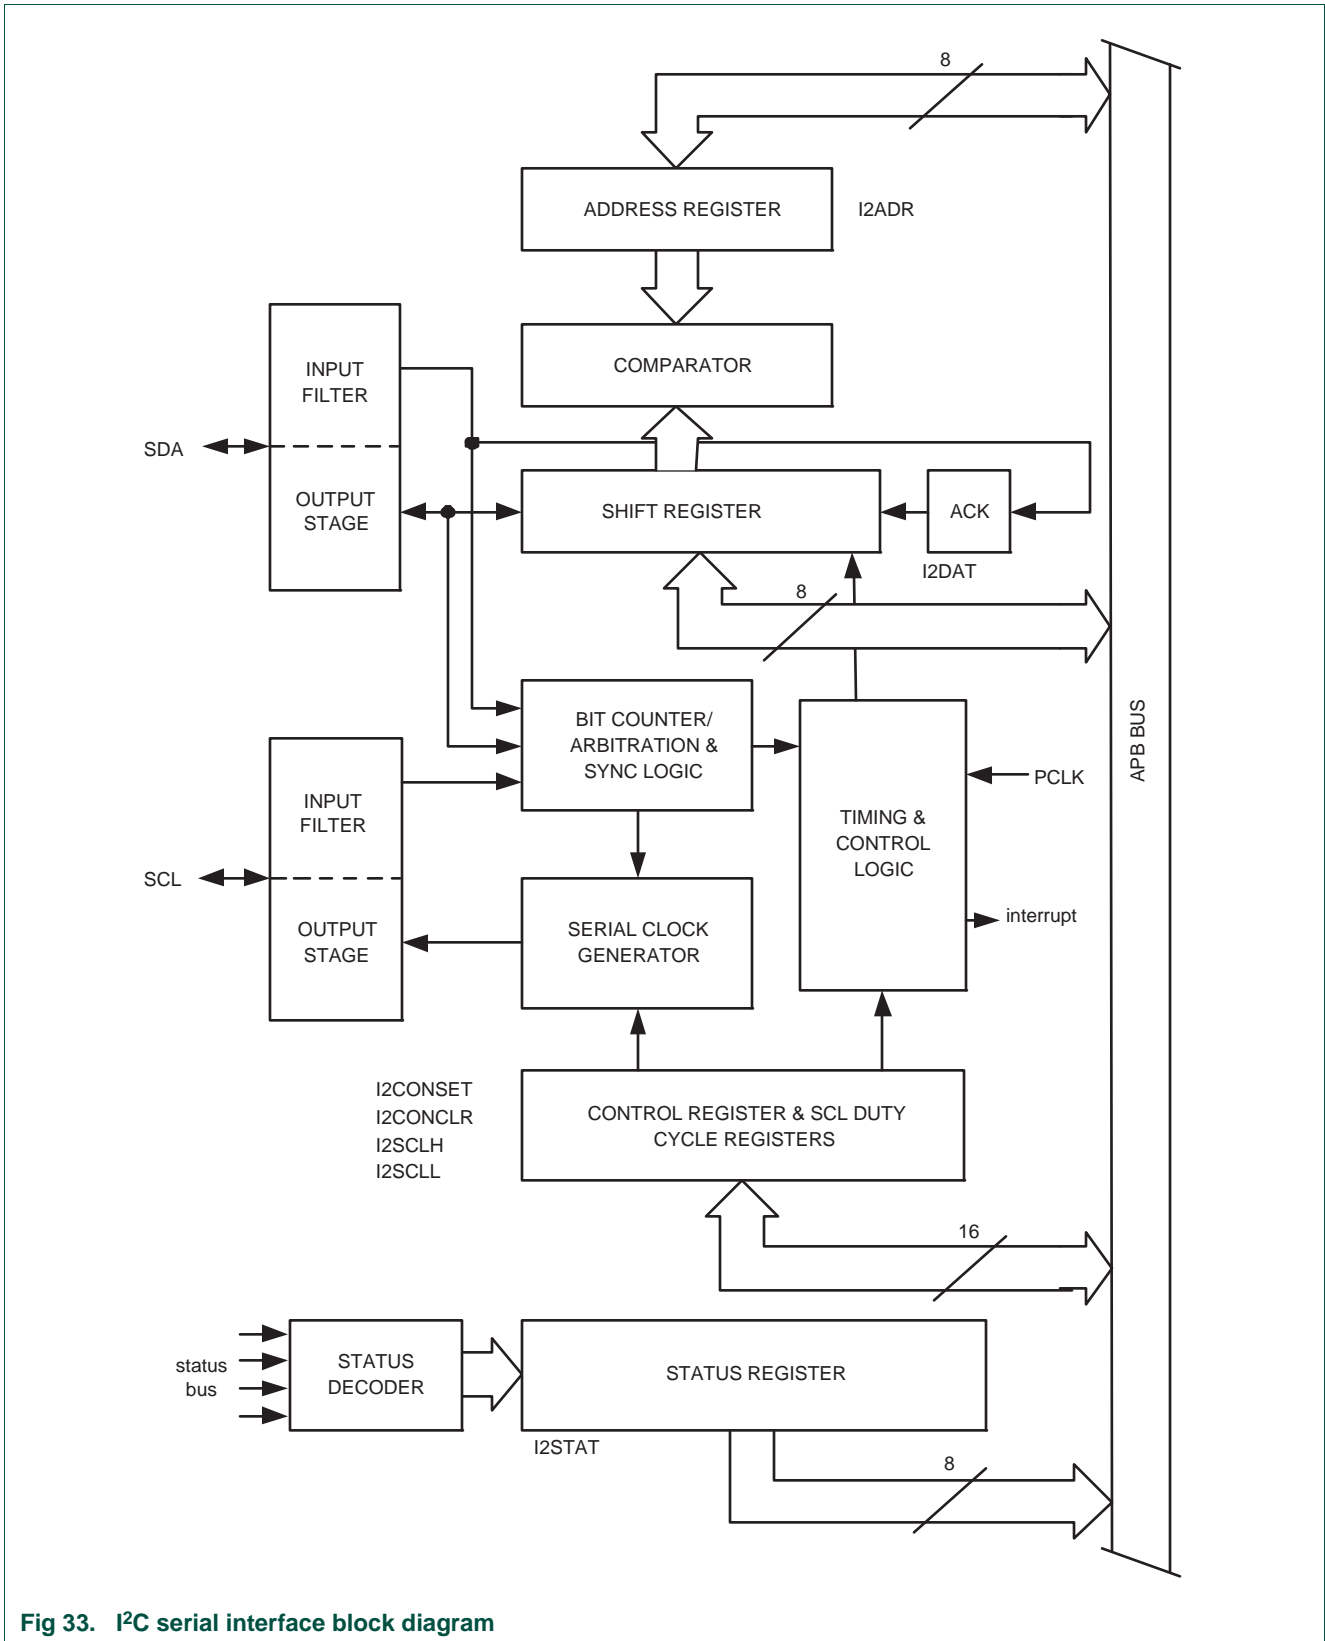 8
ADDRESS REGISTER
I2ADR
INPUT
FILTER
COMPARATOR
SDA
OUTPUT
STAGE
SHIFT REGISTER
ACK
I2DAT
8
BIT COUNTER/
ARBITRATION &
SYNC LOGIC
APB BUS
PCLK
INPUT
FILTER
TIMING &
CONTROL
LOGIC
SCL
interrupt
OUTPUT
STAGE
SERIAL CLOCK
GENERATOR
I2CONSET
I2CONCLR
I2SCLH
I2SCLL
CONTROL REGISTER & SCL DUTY
CYCLE REGISTERS
16
status
bus
STATUS
DECODER
STATUS REGISTER
I2STAT
8
Fig 33. I²C serial interface block diagram